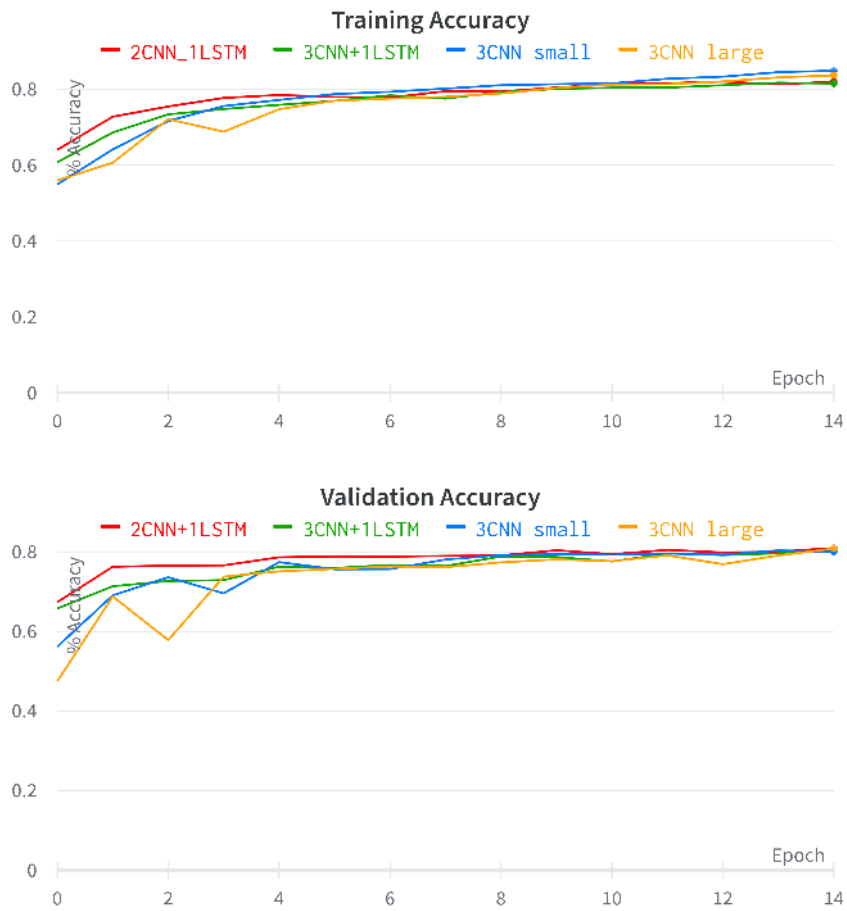 Training Accuracy
2CNN_1LSTM 3CNN+1LSTM 3CNN small 3CNN large
% Accuracy
0.8
0.6
0.4
0.2
0
Epoch
0 2 4 6 8 10 12 14
Validation Accuracy
2CNN+1LSTM 3CNN+1LSTM 3CNN small 3CNN large
% Accuracy
0.8
0.6
0.4
0.2
0
Epoch
0 2 4 6 8 10 12 14